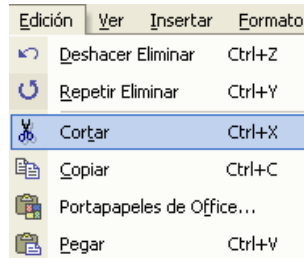 Edición Ver Insertar Formato
Deshacer Eliminar Ctrl+Z
Repetir Eliminar Ctrl+Y
Cortar Ctrl+X
Copiar Ctrl+C
Portapapeles de Office...
Pegar Ctrl+V